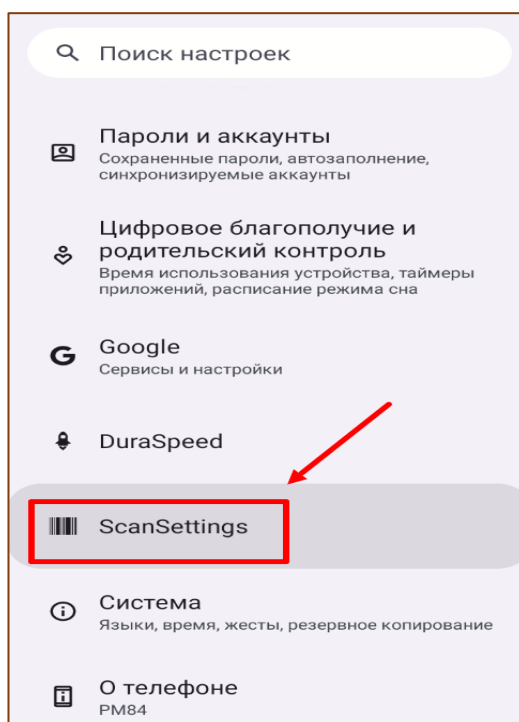 Поиск настроек
Пароли и аккаунты
Сохраненные пароли, автозаполнение,
синхронизируемые аккаунты
Цифровое благополучие и
родительский контроль
Время использования устройства, таймеры
приложений, расписание режима сна
Google
Сервисы и настройки
DuraSpeed
ScanSettings
Система
Языки, время, жесты, резервное копирование
О телефоне
PM84